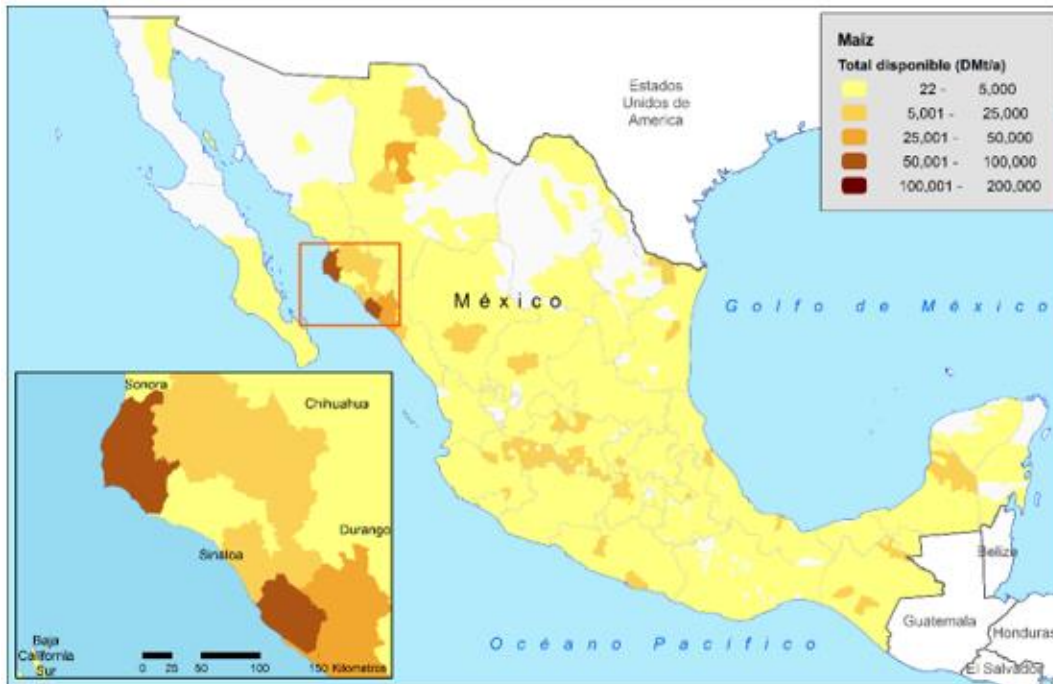 Maíz
Total disponible (DMt/a)
22 - 5,000
5,001 - 25,000
25,001 - 50,000
50,001 - 100,000
100,001 - 200,000
Estados
Unidos de
America
México
Golfo de México
Sonora
Chihuahua
Durango
Sinaloa
Baja
California
Sur
0 25 50 100 150 Kilometros
Belize
Guatemala
Honduras
El Salvador
Océano Pacífico